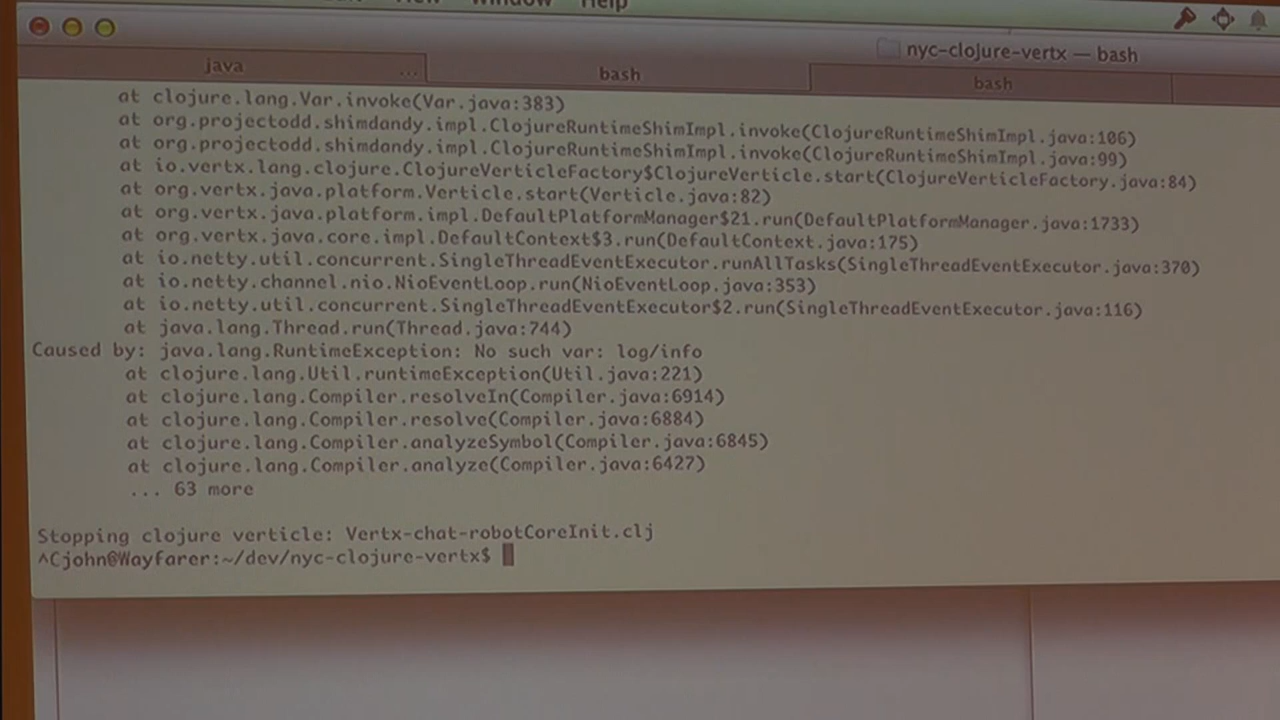 Window Help
nyc-clojure-vertx — bash
java ... bash bash
at clojure.lang.Var.invoke(Var.java:383)
at org.projectodd.shimdandy.impl.ClojureRuntimeShimImpl.invoke(ClojureRuntimeShimImpl.java:106)
at org.projectodd.shimdandy.impl.ClojureRuntimeShimImpl.invoke(ClojureRuntimeShimImpl.java:99)
at io.vertx.lang.clojure.ClojureVerticleFactory$ClojureVerticle.start(ClojureVerticleFactory.java:84)
at org.vertx.java.platform.Verticle.start(Verticle.java:82)
at org.vertx.java.platform.impl.DefaultPlatformManager$21.run(DefaultPlatformManager.java:1733)
at org.vertx.java.core.impl.DefaultContext$3.run(DefaultContext.java:175)
at io.netty.util.concurrent.SingleThreadEventExecutor.runAllTasks(SingleThreadEventExecutor.java:370)
at io.netty.channel.nio.NioEventLoop.run(NioEventLoop.java:353)
at io.netty.util.concurrent.SingleThreadEventExecutor$2.run(SingleThreadEventExecutor.java:116)
at java.lang.Thread.run(Thread.java:744)
Caused by: java.lang.RuntimeException: No such var: log/info
at clojure.lang.Util.runtimeException(Util.java:221)
at clojure.lang.Compiler.resolveIn(Compiler.java:6914)
at clojure.lang.Compiler.resolve(Compiler.java:6884)
at clojure.lang.Compiler.analyzeSymbol(Compiler.java:6845)
at clojure.lang.Compiler.analyze(Compiler.java:6427)
... 63 more
Stopping clojure verticle: Vertx-chat-robotCoreInit.clj
^Cjohn@Wayfarer:~/dev/nyc-clojure-vertx$